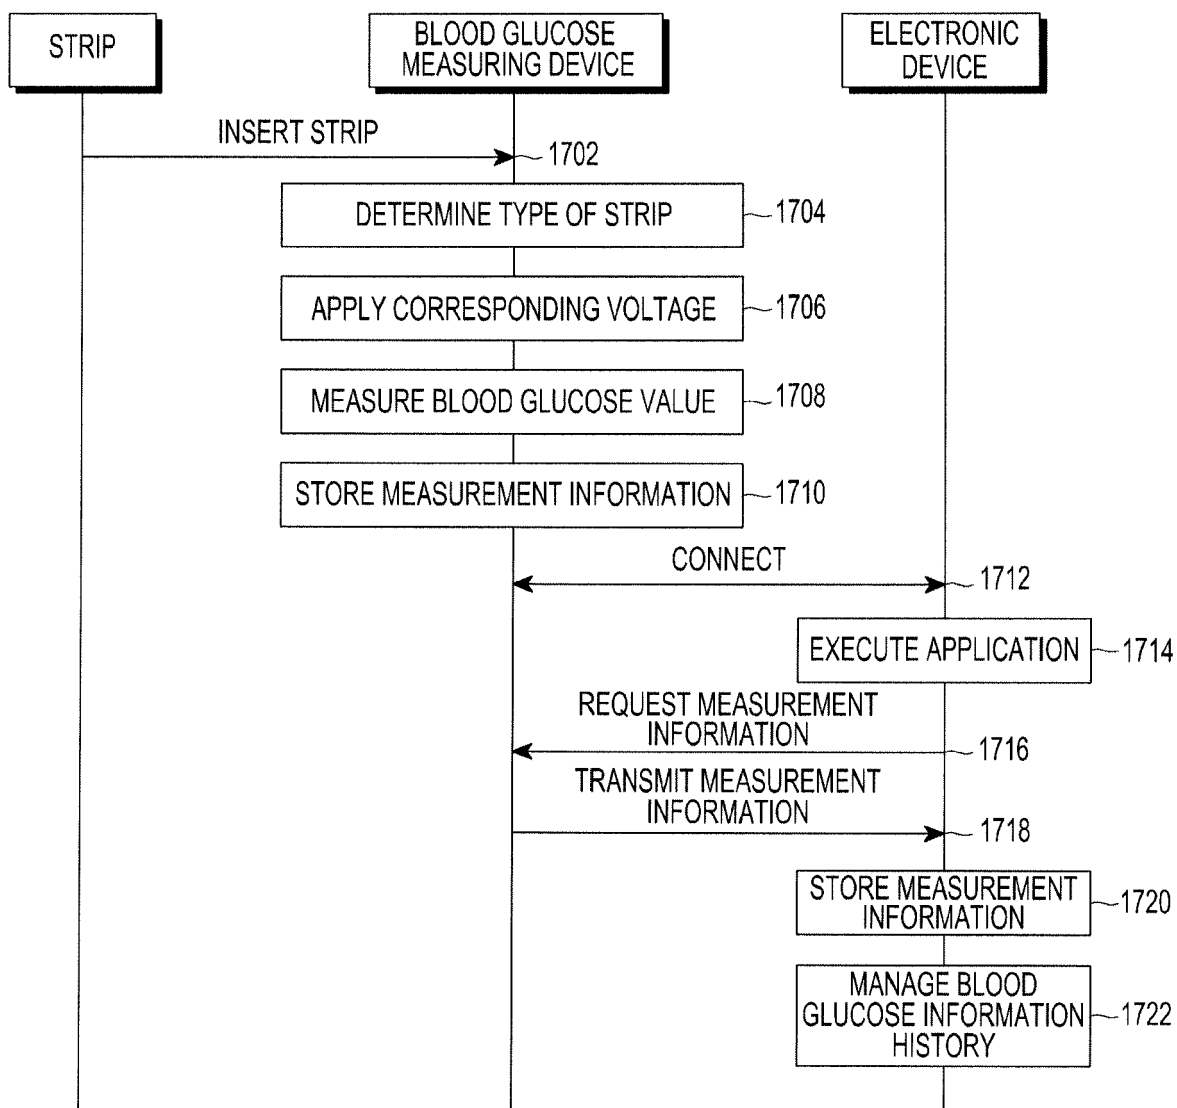 STRIP
BLOOD GLUCOSE
MEASURING DEVICE
ELECTRONIC
DEVICE
INSERT STRIP
1702
DETERMINE TYPE OF STRIP
1704
APPLY CORRESPONDING VOLTAGE
1706
MEASURE BLOOD GLUCOSE VALUE
1708
STORE MEASUREMENT INFORMATION
1710
CONNECT
1712
EXECUTE APPLICATION
1714
REQUEST MEASUREMENT
INFORMATION
1716
TRANSMIT MEASUREMENT
INFORMATION
1718
STORE MEASUREMENT
INFORMATION
1720
MANAGE BLOOD
GLUCOSE INFORMATION
HISTORY
1722